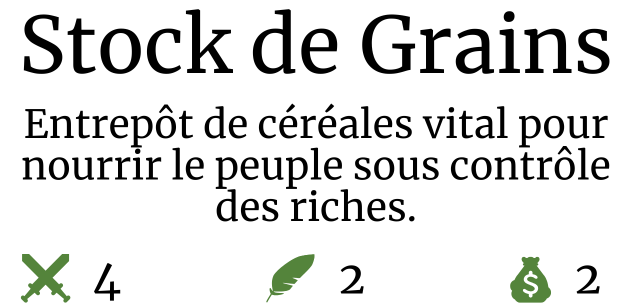 Stock de Grains
Entrepôt de céréales vital pour
nourrir le peuple sous contrôle
des riches.
4 2 $ 2